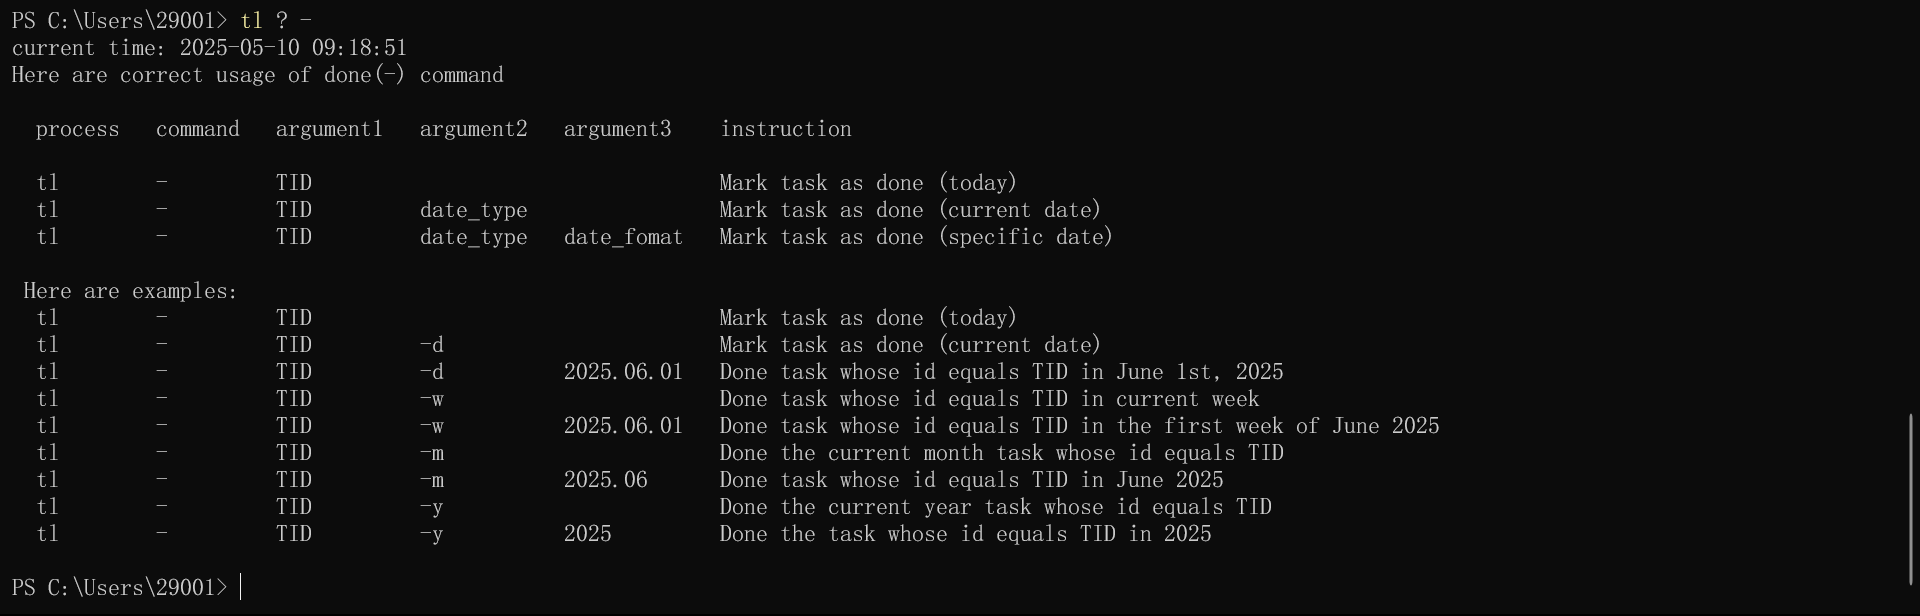 PS C:\Users\29001> tl ? -
current time: 2025-05-10 09:18:51
Here are correct usage of done(-) command
process command argument1 argument2 argument3 instruction
tl - TID Mark task as done (today)
tl - TID date_type Mark task as done (current date)
tl - TID date_type date_fomat Mark task as done (specific date)
Here are examples:
tl - TID Mark task as done (today)
tl - TID -d Mark task as done (current date)
tl - TID -d 2025.06.01 Done task whose id equals TID in June 1st, 2025
tl - TID -w Done task whose id equals TID in current week
tl - TID -w 2025.06.01 Done task whose id equals TID in the first week of June 2025
tl - TID -m Done the current month task whose id equals TID
tl - TID -m 2025.06 Done task whose id equals TID in June 2025
tl - TID -y Done the current year task whose id equals TID
tl - TID -y 2025 Done the task whose id equals TID in 2025
PS C:\Users\29001>